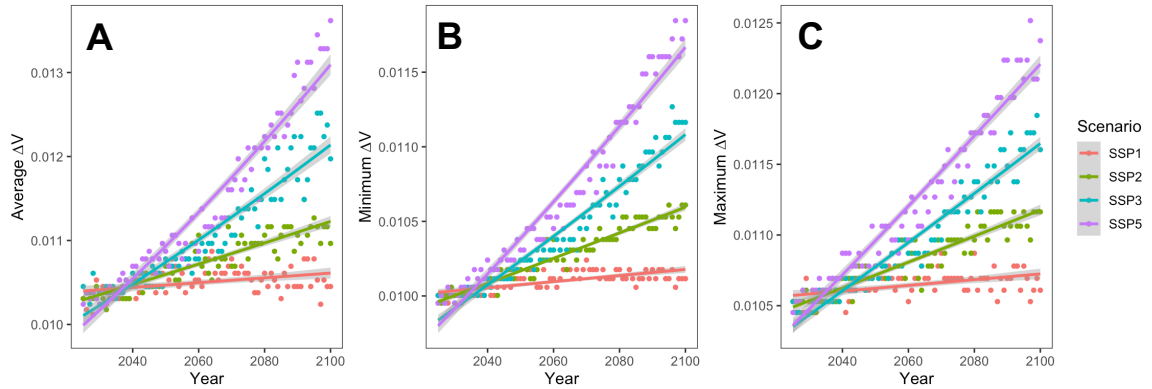 A
Average ΔV
0.013
0.012
0.011
0.010
2040 2060 2080 2100
Year
B
Minimum ΔV
0.0115
0.0110
0.0105
0.0100
2040 2060 2080 2100
Year
C
Maximum ΔV
0.0125
0.0120
0.0115
0.0110
0.0105
2040 2060 2080 2100
Year
Scenario
SSP1
SSP2
SSP3
SSP5